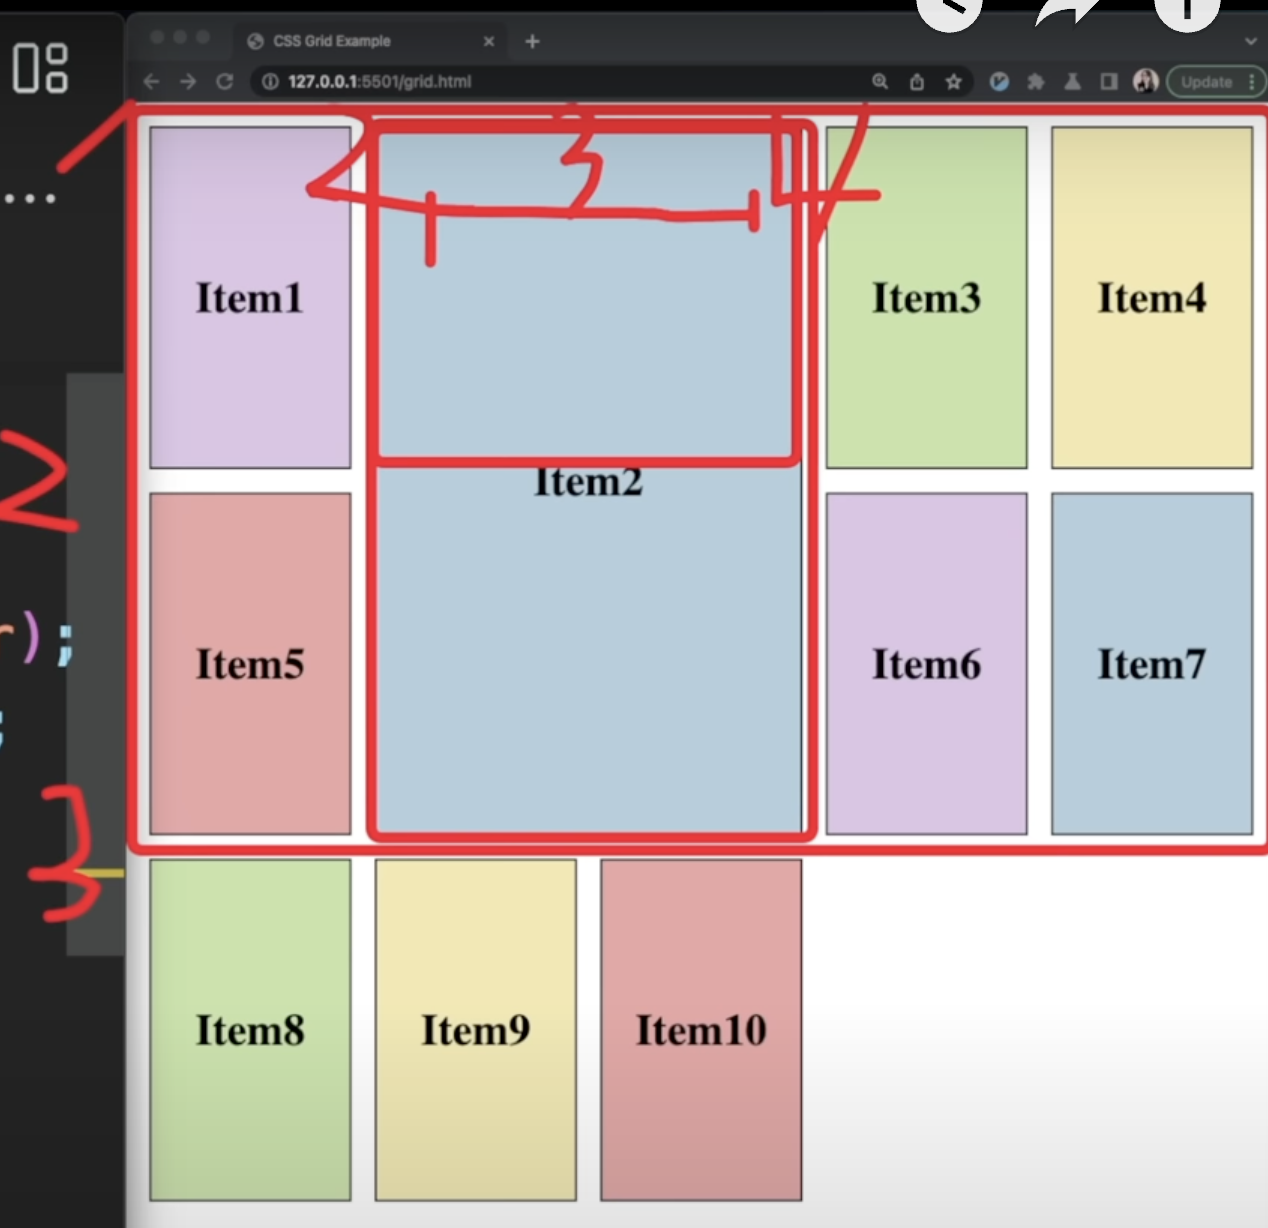 CSS Grid Example
127.0.0.1:5501/grid.html
Update
...
1
2
3
4
Item1
Item3
Item4
2
Item2
);
Item5
Item6
Item7
;
3
Item8
Item9
Item10